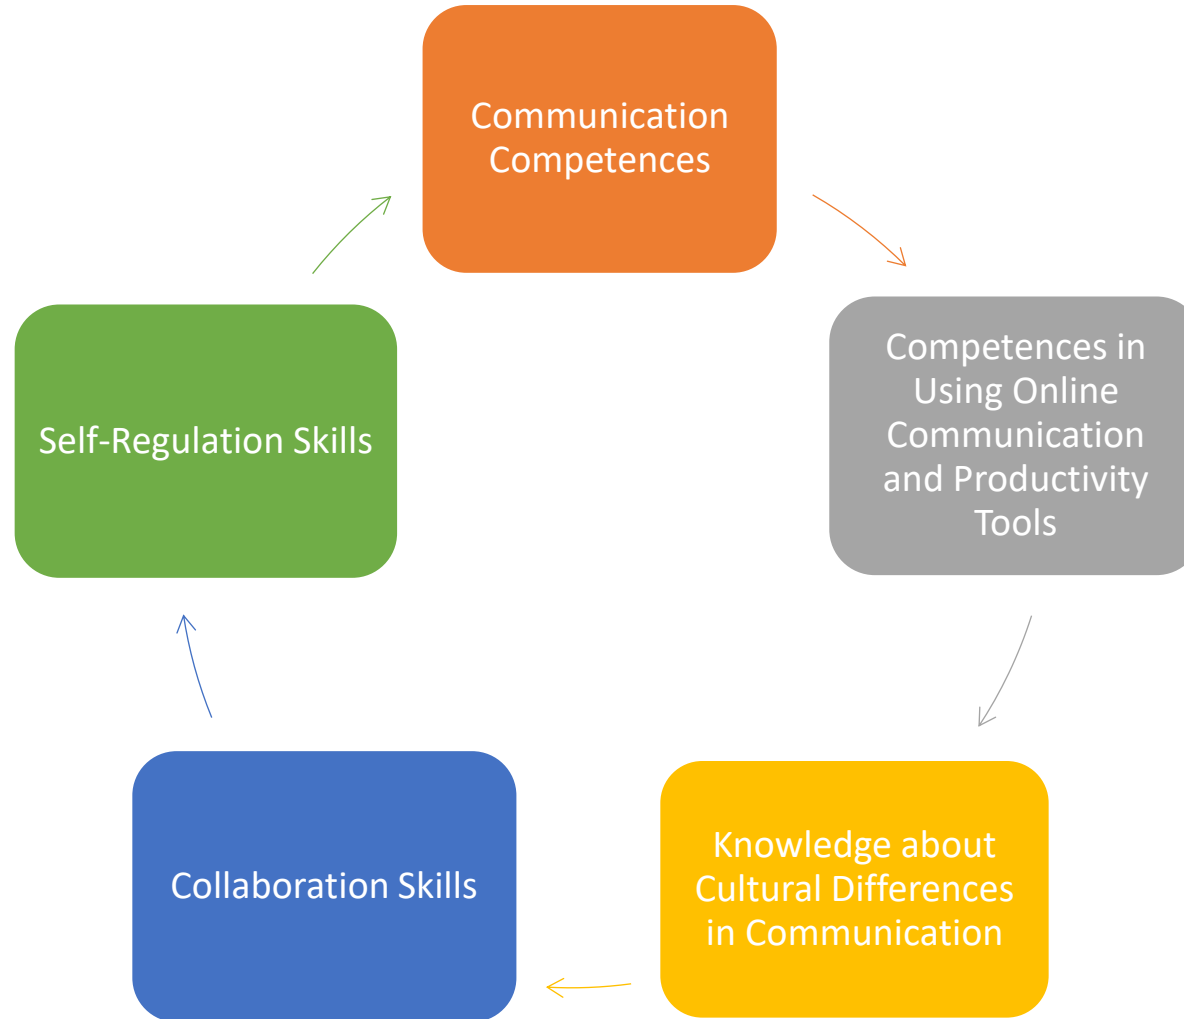 Communication
Competences
Competences in
Using Online
Communication
and Productivity
Tools
Knowledge about
Cultural Differences
in Communication
Collaboration Skills
Self-Regulation Skills